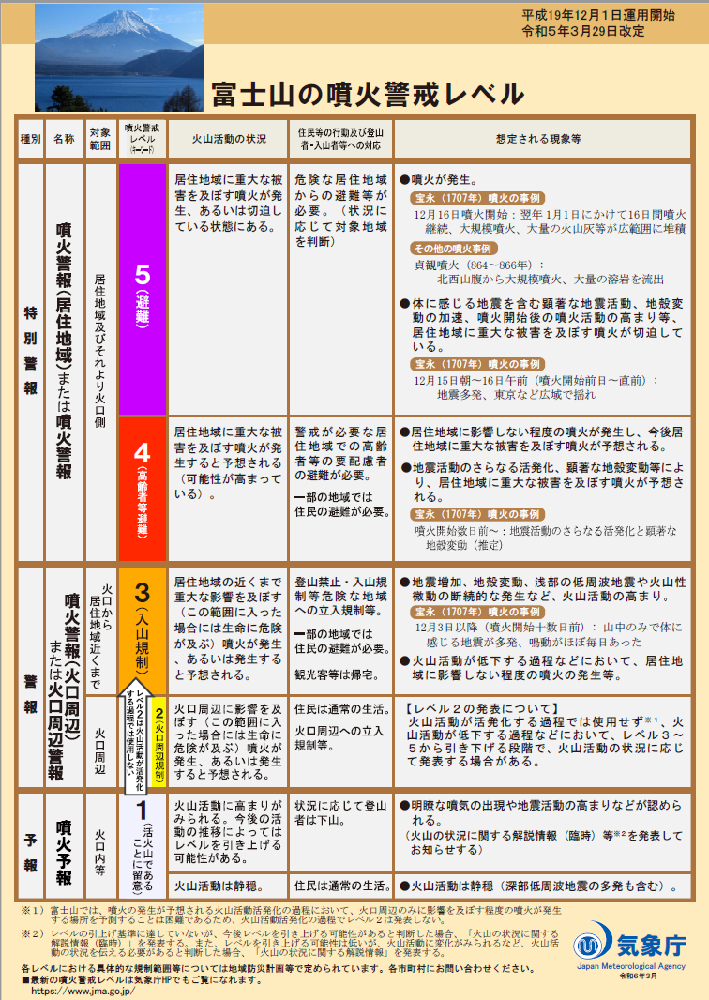 平成19年12月1日運用開始
令和5年3月29日改定
富士山の噴火警戒レベル
種別
名称
対象
範囲
噴火警戒
レベル
(キーワード)
火山活動の状況
住民等の行動及び登山
者・入山者等への対応
想定される現象等
特別警報
噴火警報(居住地域)または噴火警報
居住地域及びそれより火口側
5(避難)
居住地域に重大な被
害を及ぼす噴火が発
生、あるいは切迫し
ている状態にある。
危険な居住地域
からの避難等が
必要。(状況に
応じて対象地域
を判断)
●噴火が発生。
宝永(1707年)噴火の事例
12月16日噴火開始:翌年1月1日にかけて16日間噴火
継続、大規模噴火、大量の火山灰等が広範囲に堆積
その他の噴火事例
貞観噴火(864~866年):
北西山腹から大規模噴火、大量の溶岩を流出
●体に感じる地震を含む顕著な地震活動、地殻変
動の加速、噴火開始後の火山活動の高まり等、
居住地域に重大な被害を及ぼす噴火が切迫して
いる。
宝永(1707年)噴火の事例
12月15日朝~16日午前(噴火開始前日~直前):
地震多発、東京など広域で揺れ
4(高齢者等避難)
居住地域に重大な被
害を及ぼす噴火が発
生すると予想される
(可能性が高まって
いる)。
警戒が必要な居
住地域での高齢
者等の要配慮者
の避難が必要。
一部の地域では
住民の避難が必要。
●居住地域に影響しない程度の噴火が発生し、今後居
住地域に重大な被害を及ぼす噴火が予想される。
●地震活動のさらなる活発化、顕著な地殻変動等によ
り、居住地域に重大な被害を及ぼす噴火が予想さ
れる。
宝永(1707年)噴火の事例
噴火開始数日前~:地震活動のさらなる活発化と顕著な
地殻変動(推定)
警報
噴火警報(火口周辺)
または火口周辺警報
火口から
居住地域近くまで
3(入山規制)
居住地域の近くまで
重大な影響を及ぼす
(この範囲に入った
場合には生命に危険
が及ぶ)噴火が発生
、あるいは発生する
と予想される。
登山禁止・入山規
制等危険な地域
への立入規制等。
一部の地域では
住民の避難が必要。
観光客等は帰宅。
●地震増加、地殻変動、浅部の低周波地震や火山性
微動の断続的な発生など、火山活動の高まり。
宝永(1707年)噴火の事例
12月3日以降(噴火開始十数日前): 山中のみで体に
感じる地震が多発、鳴動がほぼ毎日あった
●火山活動が低下する過程などにおいて、居住地
域に影響しない程度の噴火の発生等。
火口周辺
レベル2は火山活動が活発化
する過程では使用しない
2(火口周辺規制)
火口周辺に影響を及
ぼす(この範囲に入
った場合には生命に
危険が及ぶ)噴火が
発生、あるいは発生
すると予想される。
住民は通常の生活。
火口周辺への立入
規制等。
【レベル2の発表について】
火山活動が活発化する過程では使用せず※1、火
山活動が低下する過程などにおいて、レベル3~
5から引き下げる段階で、火山活動の状況に応じ
て発表する場合がある。
予報
噴火予報
火口内等
1(活火山である
ことに留意)
火山活動に高まりが
みられる。今後の活
動の推移によっては
レベルを引き上げる
可能性がある。
状況に応じて登山
者は下山。
●明瞭な噴気の出現や地震活動の高まりなどが認めら
れる。
(火山の状況に関する解説情報(臨時)等※2を発表して
お知らせする)
火山活動は静穏。
住民は通常の生活。
●火山活動は静穏(深部低周波地震の多発も含む)。
※1) 富士山では、噴火の発生が予想される火山活動活発化の過程において、火口周辺のみに影響を及ぼす程度の噴火が発生
する場所を予測することは困難であるため、火山活動活発化の過程でレベル2は発表しない。
※2) レベルの引上げ基準に達していないが、今後レベルを引き上げる可能性があると判断した場合、「火山の状況に関する
解説情報(臨時)」を発表する。また、レベルを引き上げる可能性は低いが、火山活動に変化がみられるなど、火山活
動の状況を伝える必要があると判断した場合、「火山の状況に関する解説情報」を発表する。
各レベルにおける具体的な規制範囲等については地域防災計画等で定められています。各市町村にお問い合わせください。
■最新の噴火警戒レベルは気象庁HPでもご覧になれます。
https://www.jma.go.jp/
気象庁
Japan Meteorological Agency
令和6年3月